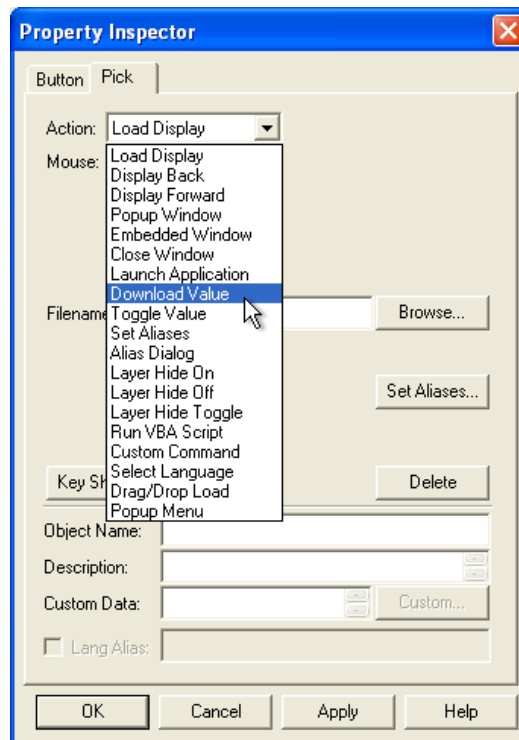 Property Inspector
Button Pick
Action: Load Display
Mouse: Load Display
Display Back
Display Forward
Popup Window
Embedded Window
Close Window
Launch Application
Download Value
Filename Toggle Value Browse...
Set Aliases
Alias Dialog
Layer Hide On
Layer Hide Off Set Aliases...
Layer Hide Toggle
Run VBA Script
Custom Command
Select Language
Key Sh Drag/Drop Load Delete
Popup Menu
Object Name:
Description:
Custom Data: Custom...
Lang Alias:
OK Cancel Apply Help